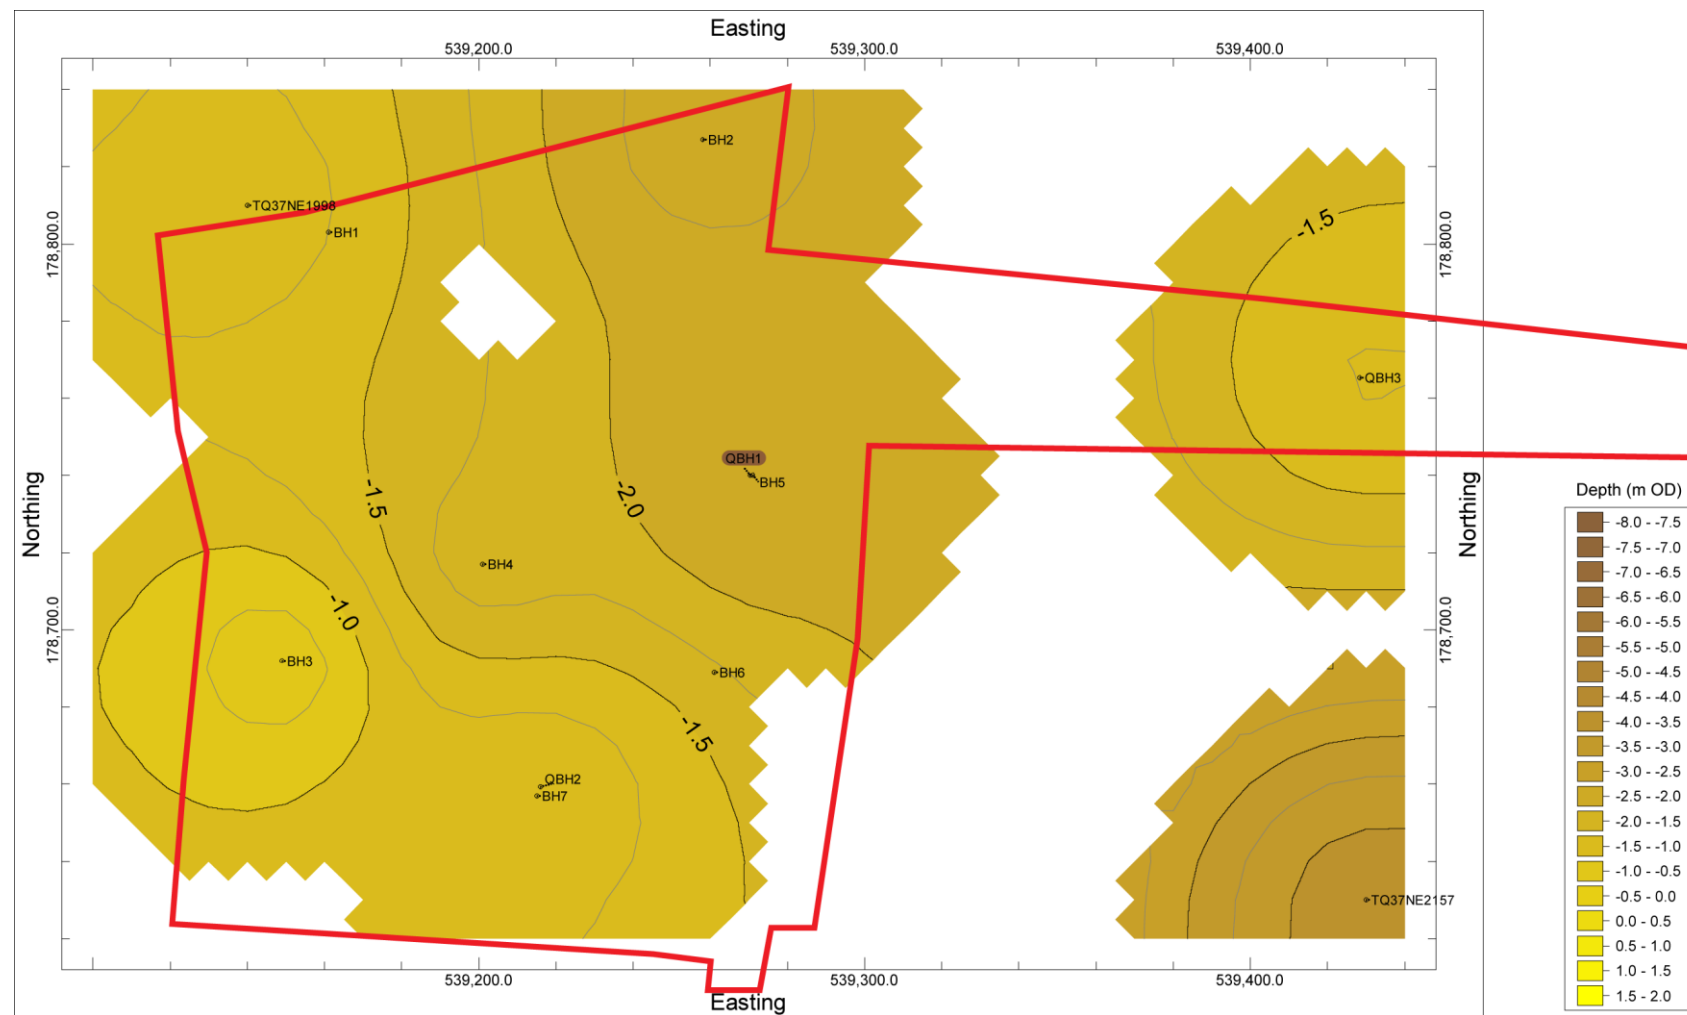 Easting
539,200.0 539,300.0 539,400.0
BH2
TQ37NE1998
BH1
178,800.0
178,800.0
-1.5
QBH3
QBH1
BH5
-1.5
-2.0
Northing
Northing
BH4
-1.0
178,700.0
178,700.0
BH3
BH6
-1.5
QBH2
BH7
TQ37NE2157
539,200.0 539,300.0 539,400.0
Easting
Depth (m OD)
-8.0 - -7.5
-7.5 - -7.0
-7.0 - -6.5
-6.5 - -6.0
-6.0 - -5.5
-5.5 - -5.0
-5.0 - -4.5
-4.5 - -4.0
-4.0 - -3.5
-3.5 - -3.0
-3.0 - -2.5
-2.5 - -2.0
-2.0 - -1.5
-1.5 - -1.0
-1.0 - -0.5
-0.5 - 0.0
0.0 - 0.5
0.5 - 1.0
1.0 - 1.5
1.5 - 2.0